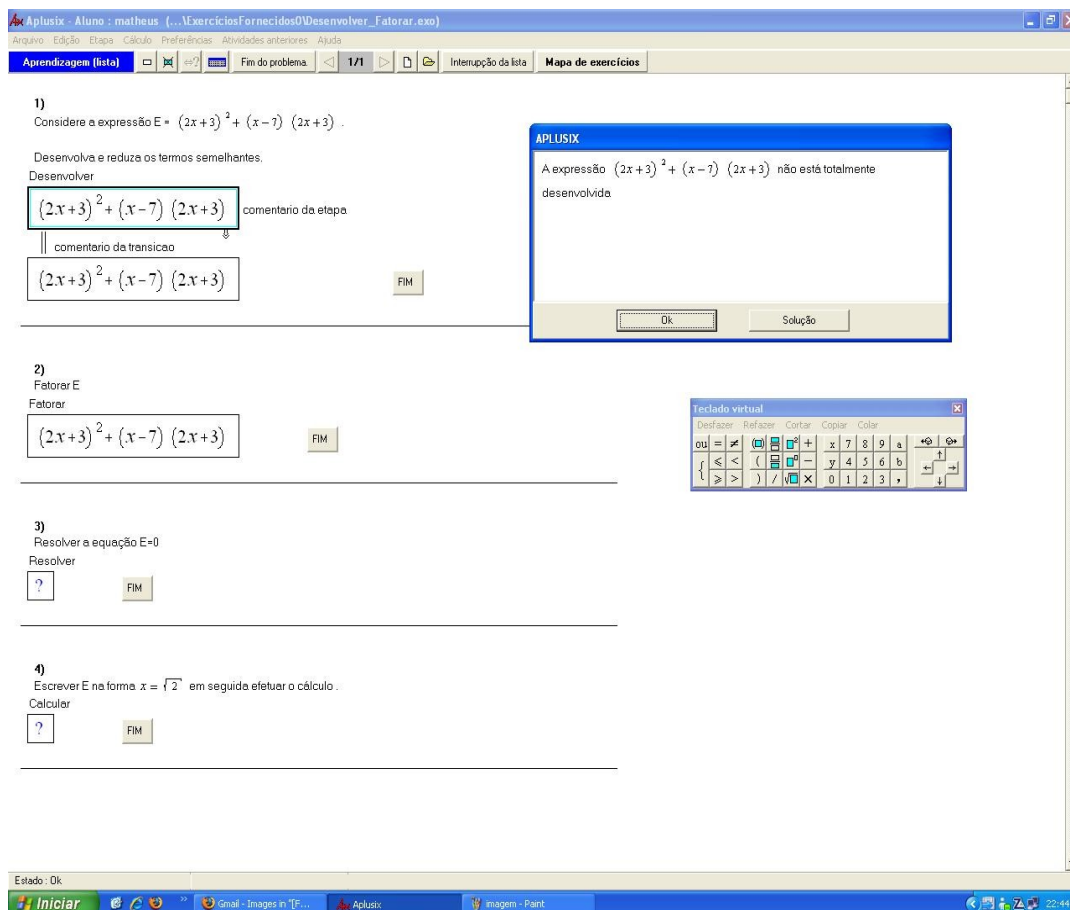 Aplusix - Aluno : matheus (...\ExercíciosFornecidos0\Desenvolver_Fatorar.exo)
Arquivo Edição Etapa Cálculo Preferências Atividades anteriores Ajuda
Aprendizagem (lista) Fim do problema. 1/1 Interrupção da lista Mapa de exercícios
1)
Considere a expressão E = (2x+3)² + (x-7) (2x+3) .
Desenvolva e reduza os termos semelhantes.
Desenvolver
(2x+3)² + (x-7) (2x+3) comentario da etapa
comentario da transicao
(2x+3)² + (x-7) (2x+3) FIM
APLUSIX
A expressão (2x+3)² + (x-7) (2x+3) não está totalmente
desenvolvida
Ok Solução
2)
Fatorar E
Fatorar
(2x+3)² + (x-7) (2x+3) FIM
Teclado virtual
Desfazer Refazer Cortar Copiar Colar
ou = ≠ + x 7 8 9 a
{ ≤ < ( − y 4 5 6 b
≥ > ) / √ × 0 1 2 3 ,
3)
Resolver a equação E=0
Resolver
? FIM
4)
Escrever E na forma x = √2 em seguida efetuar o cálculo .
Calcular
? FIM
Estado : Ok
Iniciar Gmail - Images in "[F... Aplusix imagem - Paint 22:44